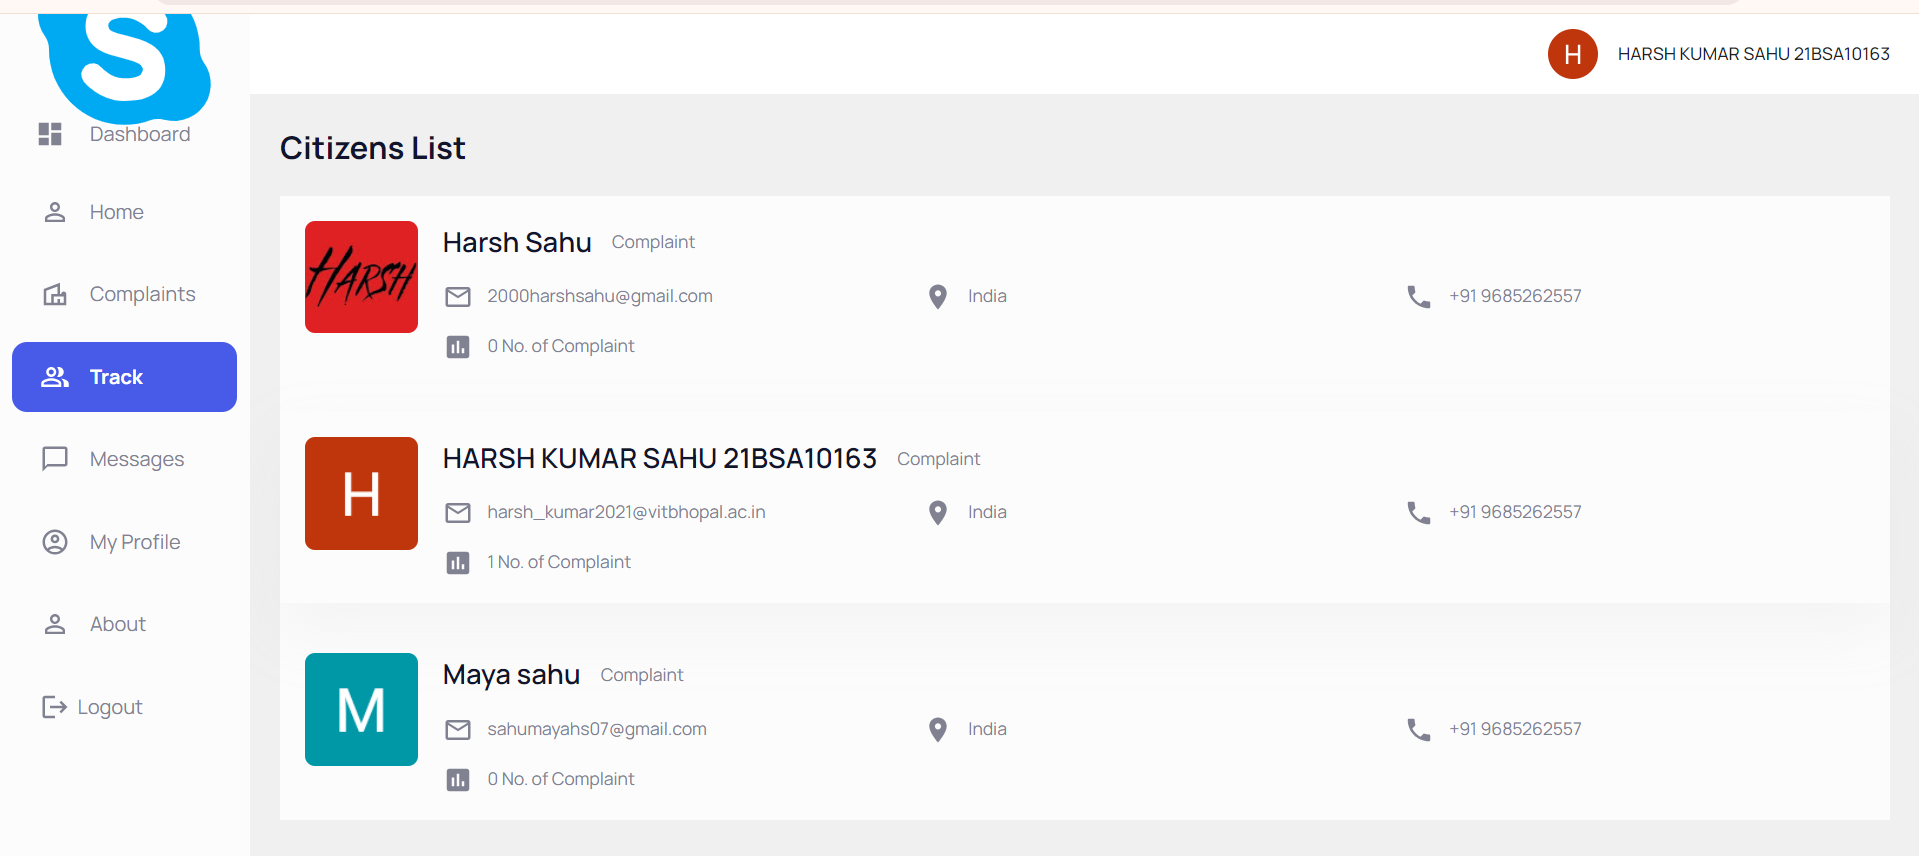 S
H HARSH KUMAR SAHU 21BSA10163
Dashboard
Home
Complaints
Track
Messages
My Profile
About
Logout
Citizens List
HARSH
Harsh Sahu Complaint
2000harshsahu@gmail.com India +91 9685262557
0 No. of Complaint
H
HARSH KUMAR SAHU 21BSA10163 Complaint
harsh_kumar2021@vitbhopal.ac.in India +91 9685262557
1 No. of Complaint
M
Maya sahu Complaint
sahumayahs07@gmail.com India +91 9685262557
0 No. of Complaint